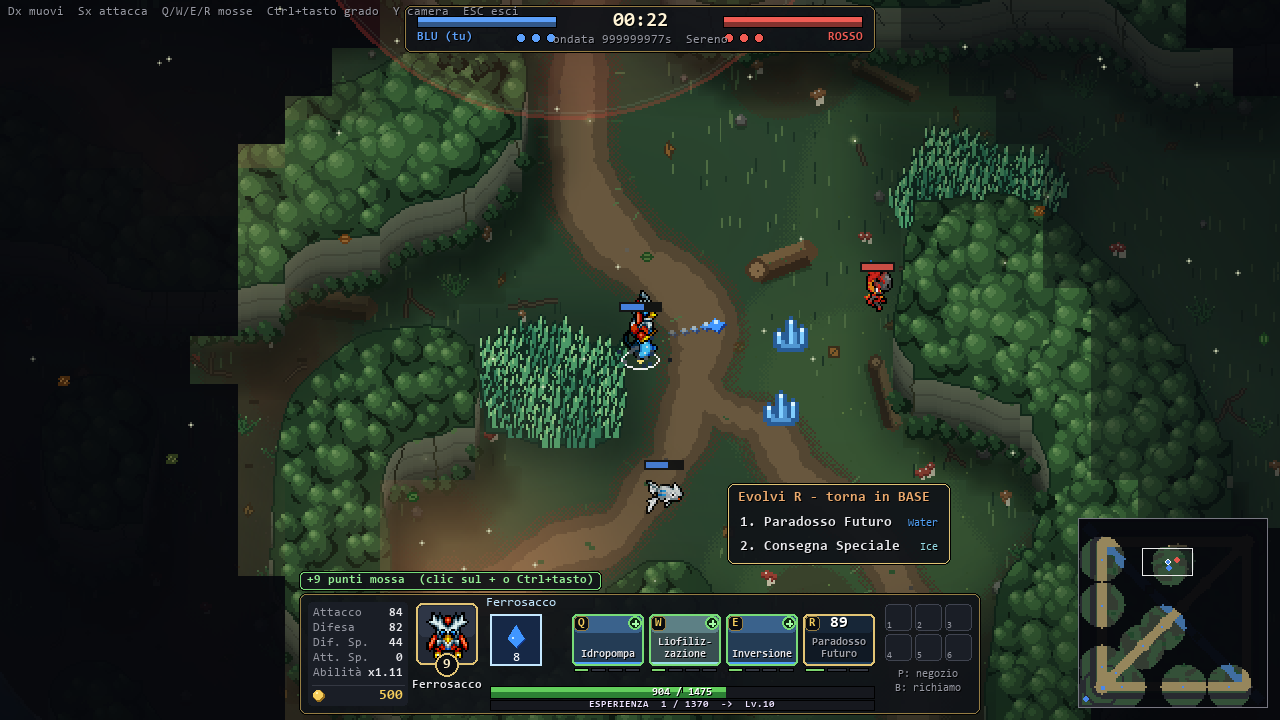 Dx muovi  Sx attacca  Q/W/E/R mosse  Ctrl+tasto grado  Y camera  ESC esci
00:22
BLU (tu)
ROSSO
ondata 999999977s  Sereno
Evolvi R - torna in BASE
1. Paradosso Futuro  Water
2. Consegna Speciale  Ice
+9 punti mossa  (clic sul + o Ctrl+tasto)
Attacco 84
Difesa 82
Dif. Sp. 44
Att. Sp. 0
Abilità x1.11
500
9
Ferrosacco
Ferrosacco
8
Q
Idropompa
W
Liofiliz-
zazione
E
Inversione
R 89
Paradosso
Futuro
1 2 3
4 5 6
P: negozio
B: richiamo
904 / 1475
ESPERIENZA  1 / 1370  ->  Lv.10